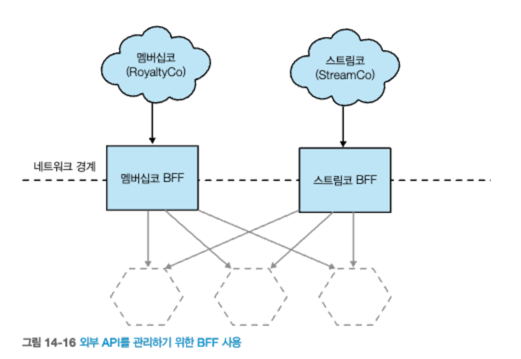 멤버십코
(RoyaltyCo)
스트림코
(StreamCo)
네트워크 경계
멤버십코 BFF
스트림코 BFF
그림 14-16 외부 API를 관리하기 위한 BFF 사용